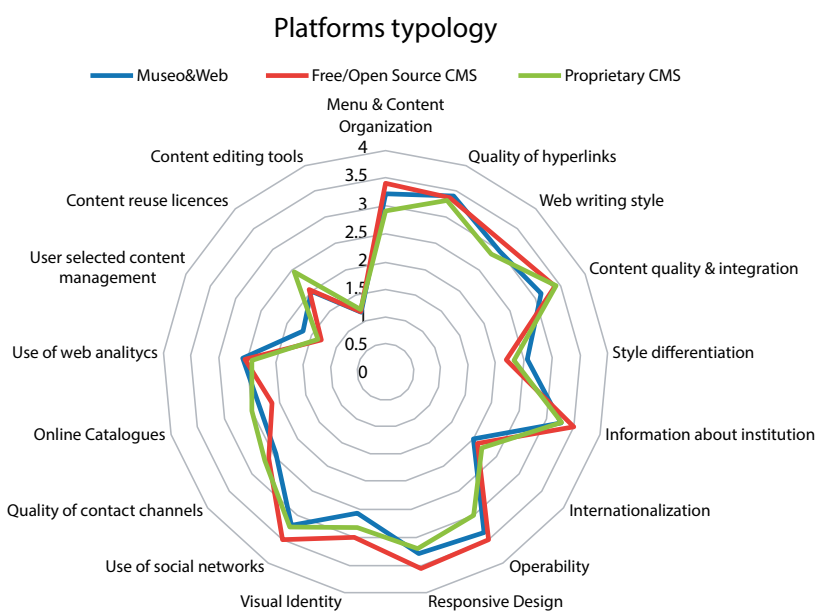 Platforms typology
Museo&Web
Free/Open Source CMS
Proprietary CMS
Menu & Content
Organization
Quality of hyperlinks
Web writing style
Content quality & integration
Style differentiation
Information about institution
Internationalization
Operability
Responsive Design
Visual Identity
Use of social networks
Quality of contact channels
Online Catalogues
Use of web analitycs
User selected content
management
Content reuse licences
Content editing tools
4
3.5
3
2.5
2
1.5
0.5
0